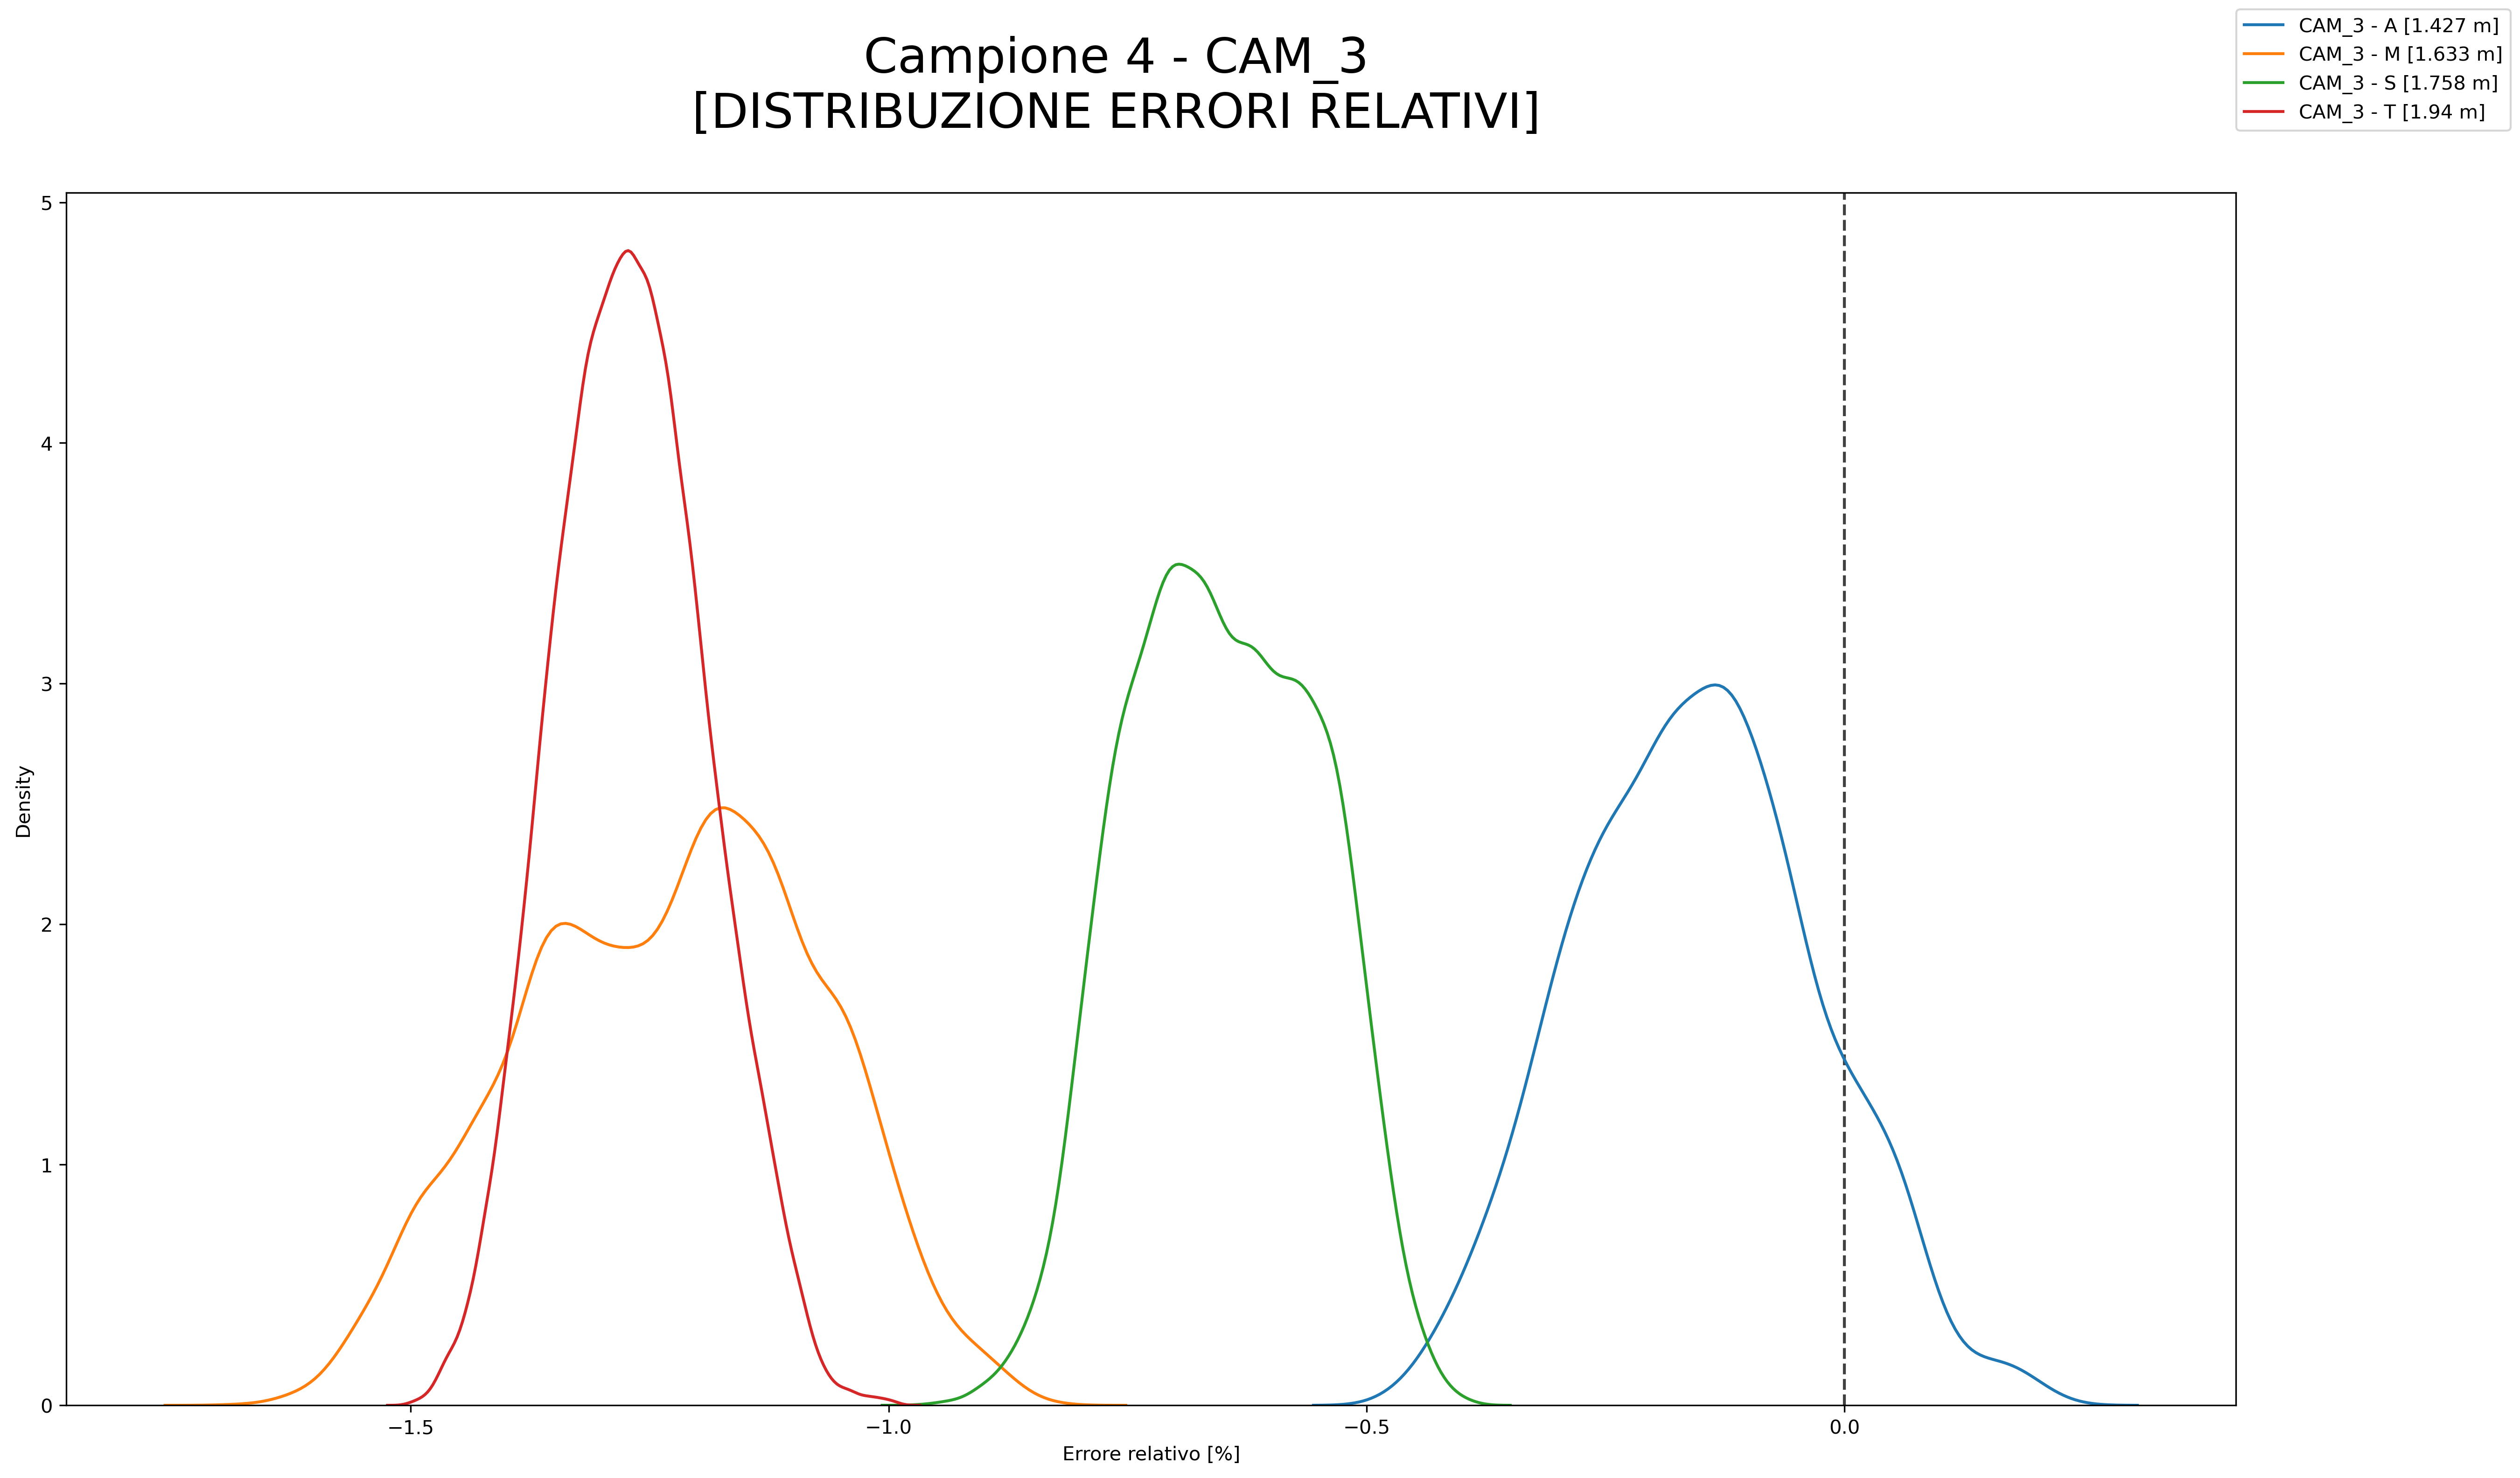 Campione 4 - CAM_3
[DISTRIBUZIONE ERRORI RELATIVI]
CAM_3 - A [1.427 m]
CAM_3 - M [1.633 m]
CAM_3 - S [1.758 m]
CAM_3 - T [1.94 m]
5
4
3
2
1
0
Density
−1.5
−1.0
−0.5
0.0
Errore relativo [%]